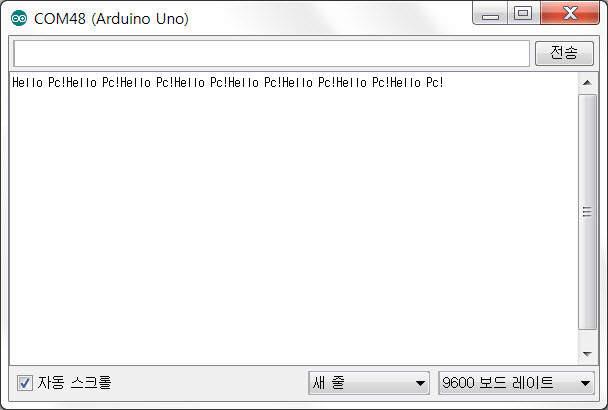 COM48 (Arduino Uno)
전송
Hello Pc!Hello Pc!Hello Pc!Hello Pc!Hello Pc!Hello Pc!Hello Pc!Hello Pc!
자동 스크롤
새 줄
9600 보드 레이트